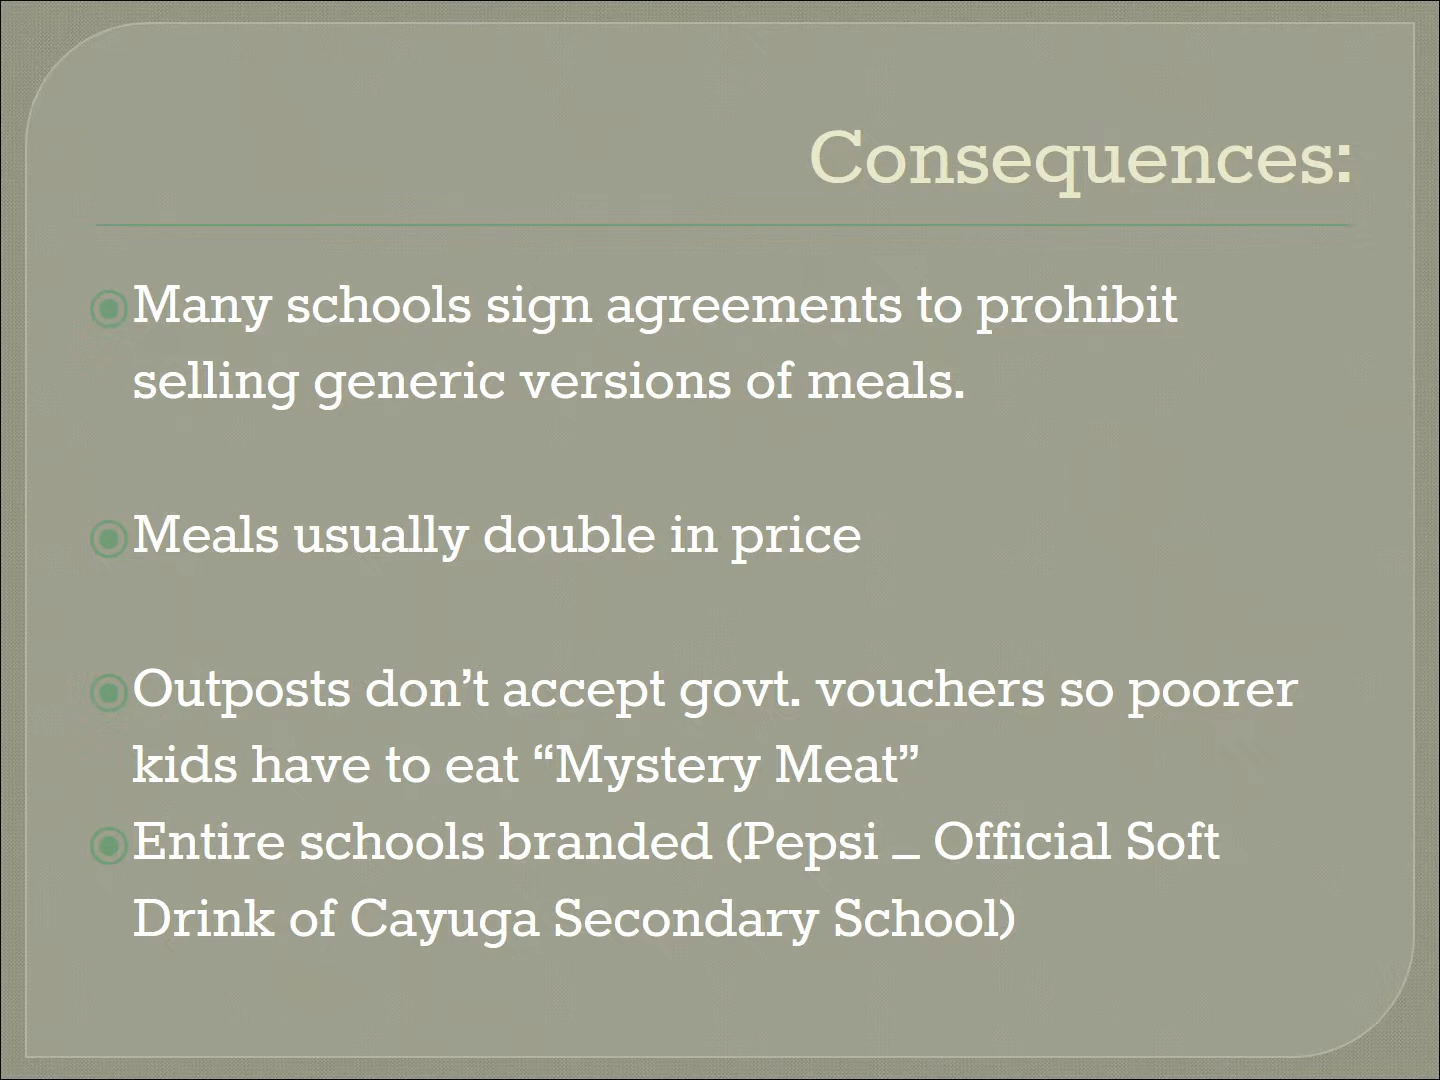 Consequences:
Many schools sign agreements to prohibit
selling generic versions of meals.
Meals usually double in price
Outposts don’t accept govt. vouchers so poorer
kids have to eat “Mystery Meat”
Entire schools branded (Pepsi _ Official Soft
Drink of Cayuga Secondary School)